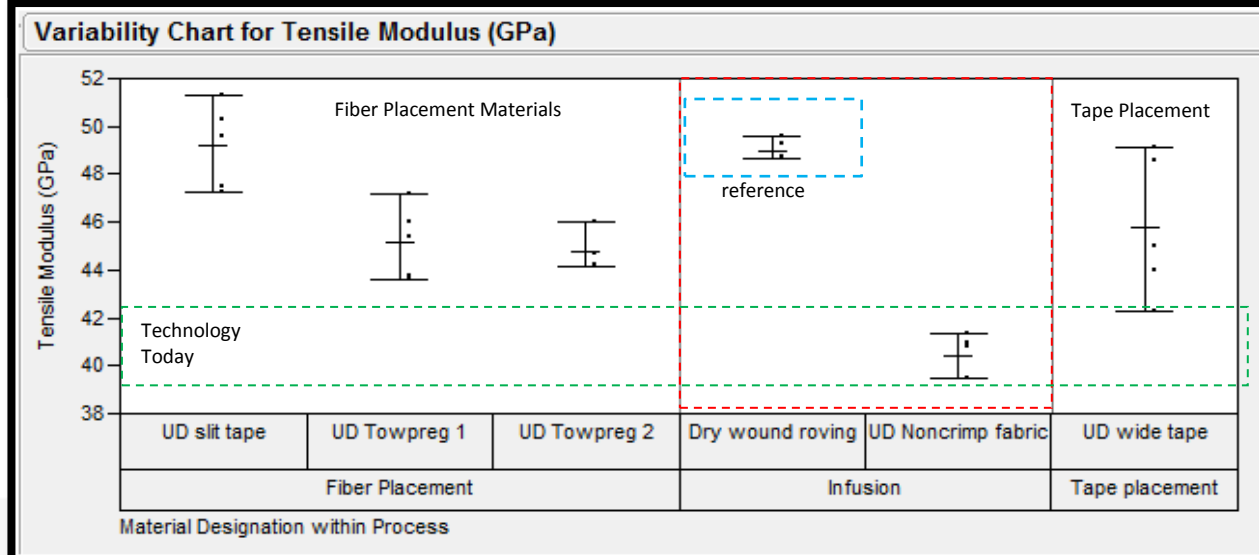 Variability Chart for Tensile Modulus (GPa)
52
50
48
46
44
42
40
38
Tensile Modulus (GPa)
Fiber Placement Materials
Tape Placement
reference
Technology
Today
UD slit tape
UD Towpreg 1
UD Towpreg 2
Dry wound roving
UD Noncrimp fabric
UD wide tape
Fiber Placement
Infusion
Tape placement
Material Designation within Process